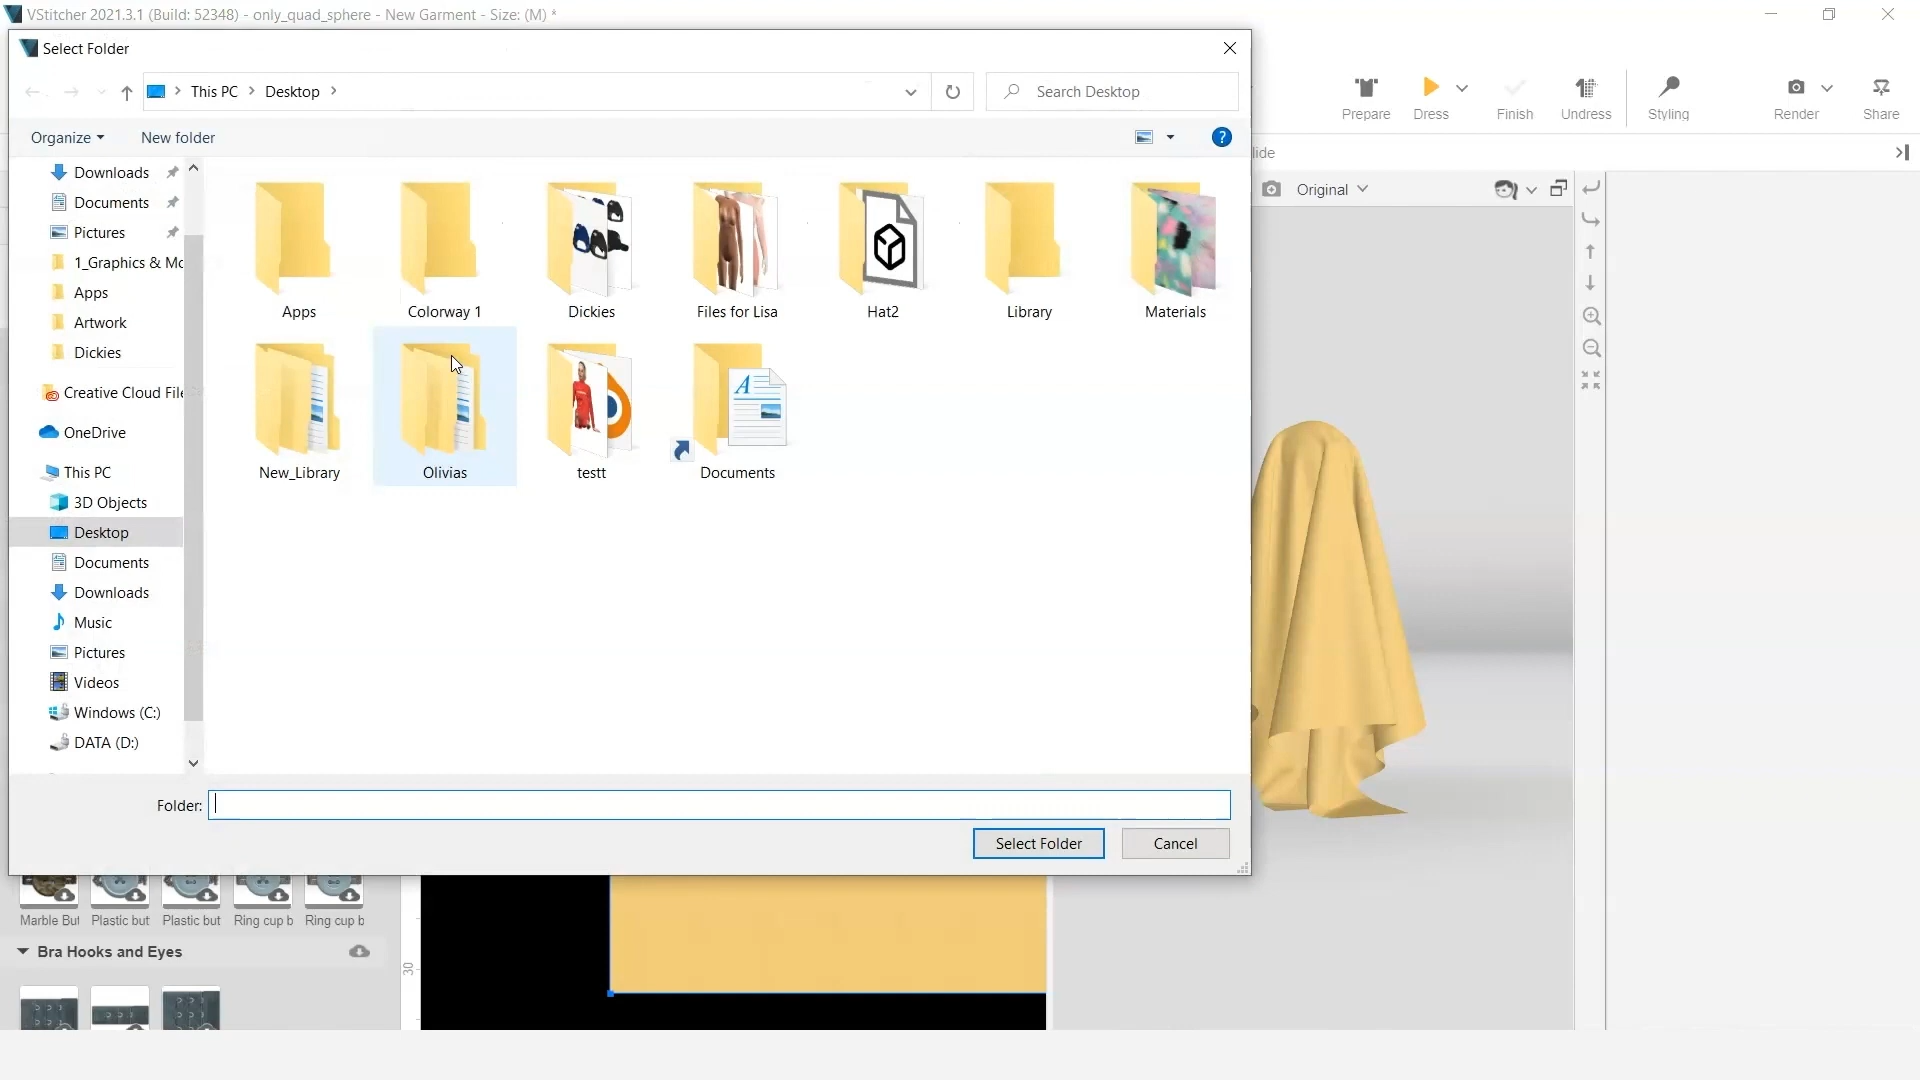 VStitcher 2021.3.1 (Build: 52348) - only_quad_sphere - New Garment - Size: (M) *
Select Folder
This PC > Desktop >
Search Desktop
Organize
New folder
Prepare
Dress
Finish
Undress
Styling
Render
Share
lide
Original
Downloads
Documents
Pictures
1_Graphics & Mc
Apps
Artwork
Dickies
Creative Cloud File
OneDrive
This PC
3D Objects
Desktop
Documents
Downloads
Music
Pictures
Videos
Windows (C:)
DATA (D:)
Apps
Colorway 1
Dickies
Files for Lisa
Hat2
Library
Materials
New_Library
Olivias
testt
Documents
Folder:
Select Folder
Cancel
Marble But
Plastic but
Plastic but
Ring cup b
Ring cup b
Bra Hooks and Eyes
30